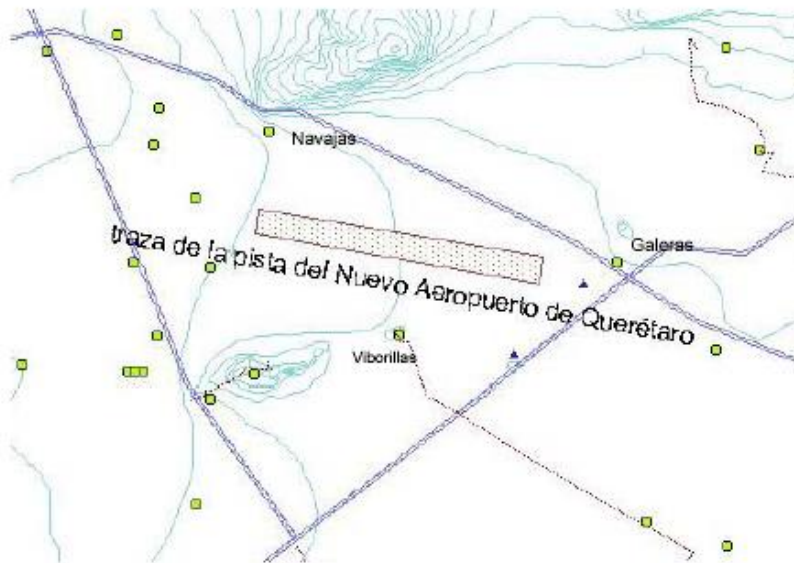 Navajas
Galeras
traza de la pista del Nuevo Aeropuerto de Querétaro
Viborillas